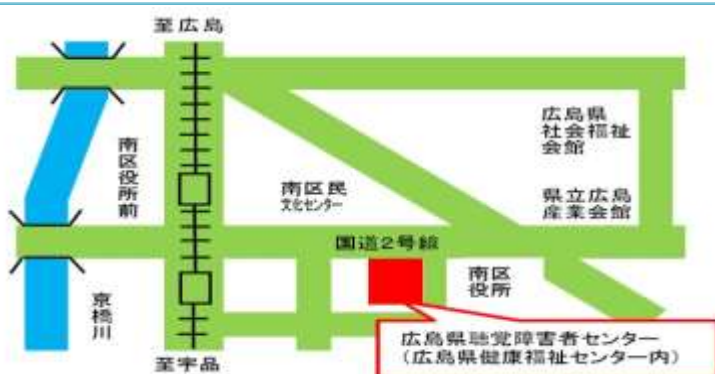 至広島
広島県
社会福祉
会館
南区役所前
南区民
文化センター
県立広島
産業会館
国道2号線
南区
役所
京橋川
広島県聴覚障害者センター
(広島県健康福祉センター内)
至宇品